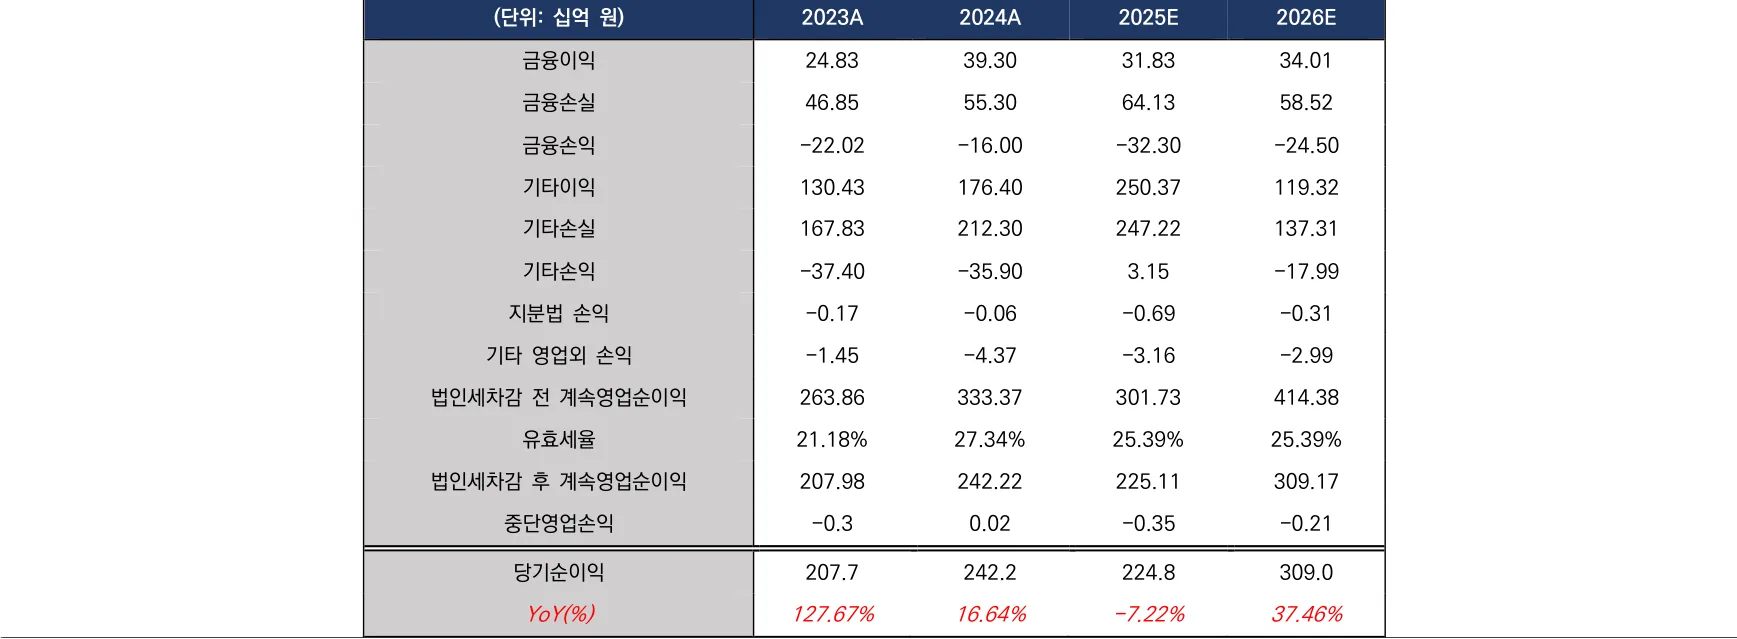 (단위: 십억 원) 2023A 2024A 2025E 2026E
금융이익 24.83 39.30 31.83 34.01
금융손실 46.85 55.30 64.13 58.52
금융손익 -22.02 -16.00 -32.30 -24.50
기타이익 130.43 176.40 250.37 119.32
기타손실 167.83 212.30 247.22 137.31
기타손익 -37.40 -35.90 3.15 -17.99
지분법 손익 -0.17 -0.06 -0.69 -0.31
기타 영업외 손익 -1.45 -4.37 -3.16 -2.99
법인세차감 전 계속영업순이익 263.86 333.37 301.73 414.38
유효세율 21.18% 27.34% 25.39% 25.39%
법인세차감 후 계속영업순이익 207.98 242.22 225.11 309.17
중단영업손익 -0.3 0.02 -0.35 -0.21
당기순이익 207.7 242.2 224.8 309.0
YoY(%) 127.67% 16.64% -7.22% 37.46%